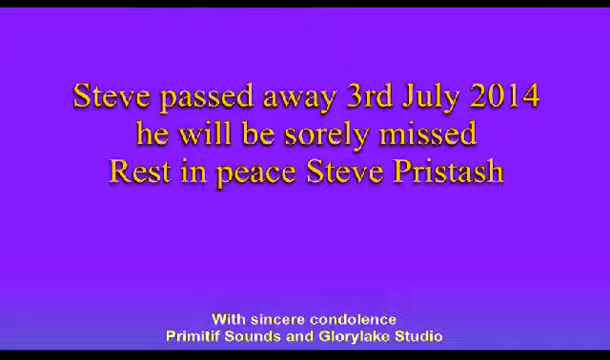 Steve passed away 3rd July 2014
he will be sorely missed
Rest in peace Steve Pristash
With sincere condolence
Primitif Sounds and Glorylake Studio